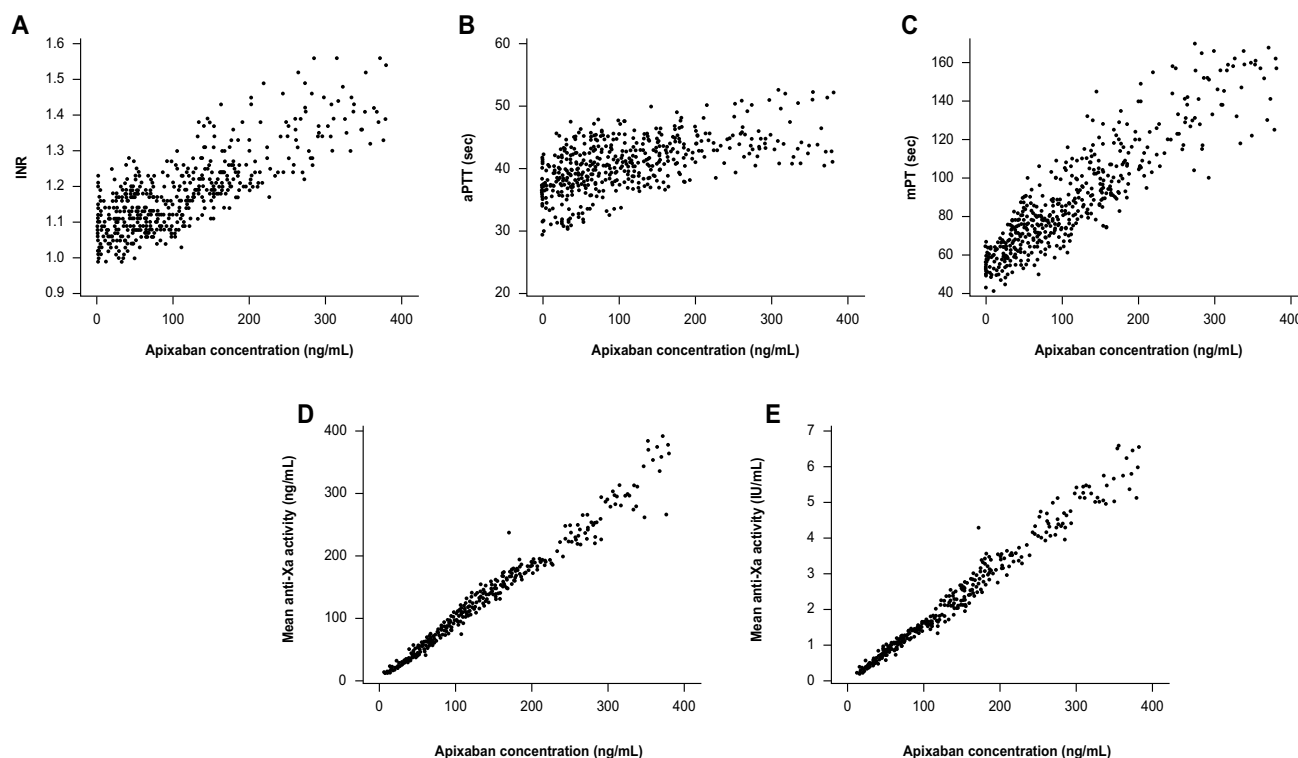 A
INR
1.6
1.5
1.4
1.3
1.2
1.1
1.0
0.9
0 100 200 300 400
Apixaban concentration (ng/mL)
B
aPTT (sec)
60
50
40
30
20
0 100 200 300 400
Apixaban concentration (ng/mL)
C
mPT (sec)
160
140
120
100
80
60
40
0 100 200 300 400
Apixaban concentration (ng/mL)
D
Mean anti-Xa activity (ng/mL)
400
300
200
100
0
0 100 200 300 400
Apixaban concentration (ng/mL)
E
Mean anti-Xa activity (IU/mL)
7
6
5
4
3
2
1
0
0 100 200 300 400
Apixaban concentration (ng/mL)